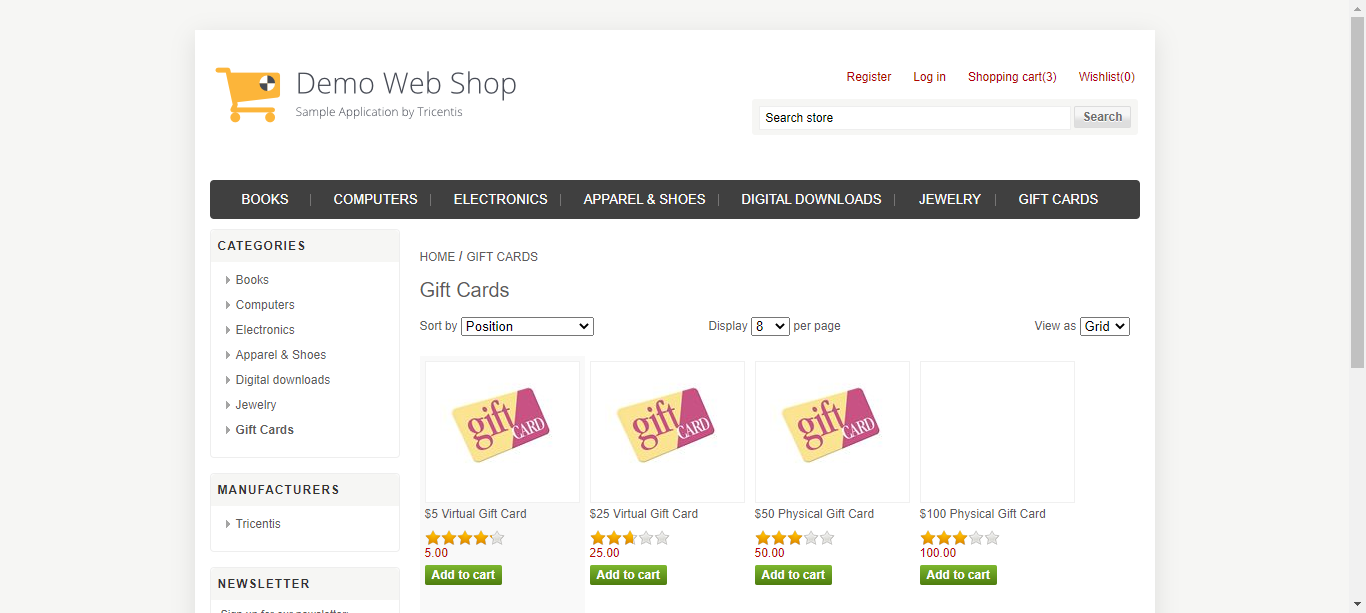 Demo Web Shop
Sample Application by Tricentis
Register Log in Shopping cart(3) Wishlist(0)
Search store Search
BOOKS COMPUTERS ELECTRONICS APPAREL & SHOES DIGITAL DOWNLOADS JEWELRY GIFT CARDS
CATEGORIES
Books
Computers
Electronics
Apparel & Shoes
Digital downloads
Jewelry
Gift Cards
MANUFACTURERS
Tricentis
NEWSLETTER
Sign up for our newsletter:
HOME / GIFT CARDS
Gift Cards
Sort by Position Display 8 per page View as Grid
gift CARD gift CARD gift CARD
$5 Virtual Gift Card $25 Virtual Gift Card $50 Physical Gift Card $100 Physical Gift Card
5.00 25.00 50.00 100.00
Add to cart Add to cart Add to cart Add to cart